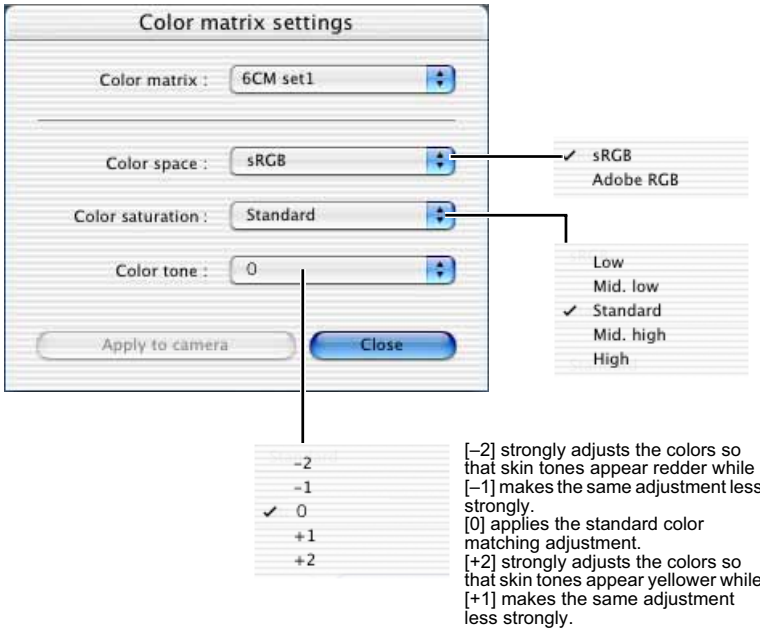 Color matrix settings
Color matrix : 6CM set1
Color space : sRGB
Color saturation : Standard
Color tone : 0
Apply to camera Close
✓ sRGB
Adobe RGB
Low
Mid. low
✓ Standard
Mid. high
High
–2
–1
✓ 0
+1
+2
[–2] strongly adjusts the colors so
that skin tones appear redder while
[–1] makes the same adjustment less
strongly.
[0] applies the standard color
matching adjustment.
[+2] strongly adjusts the colors so
that skin tones appear yellower while
[+1] makes the same adjustment
less strongly.